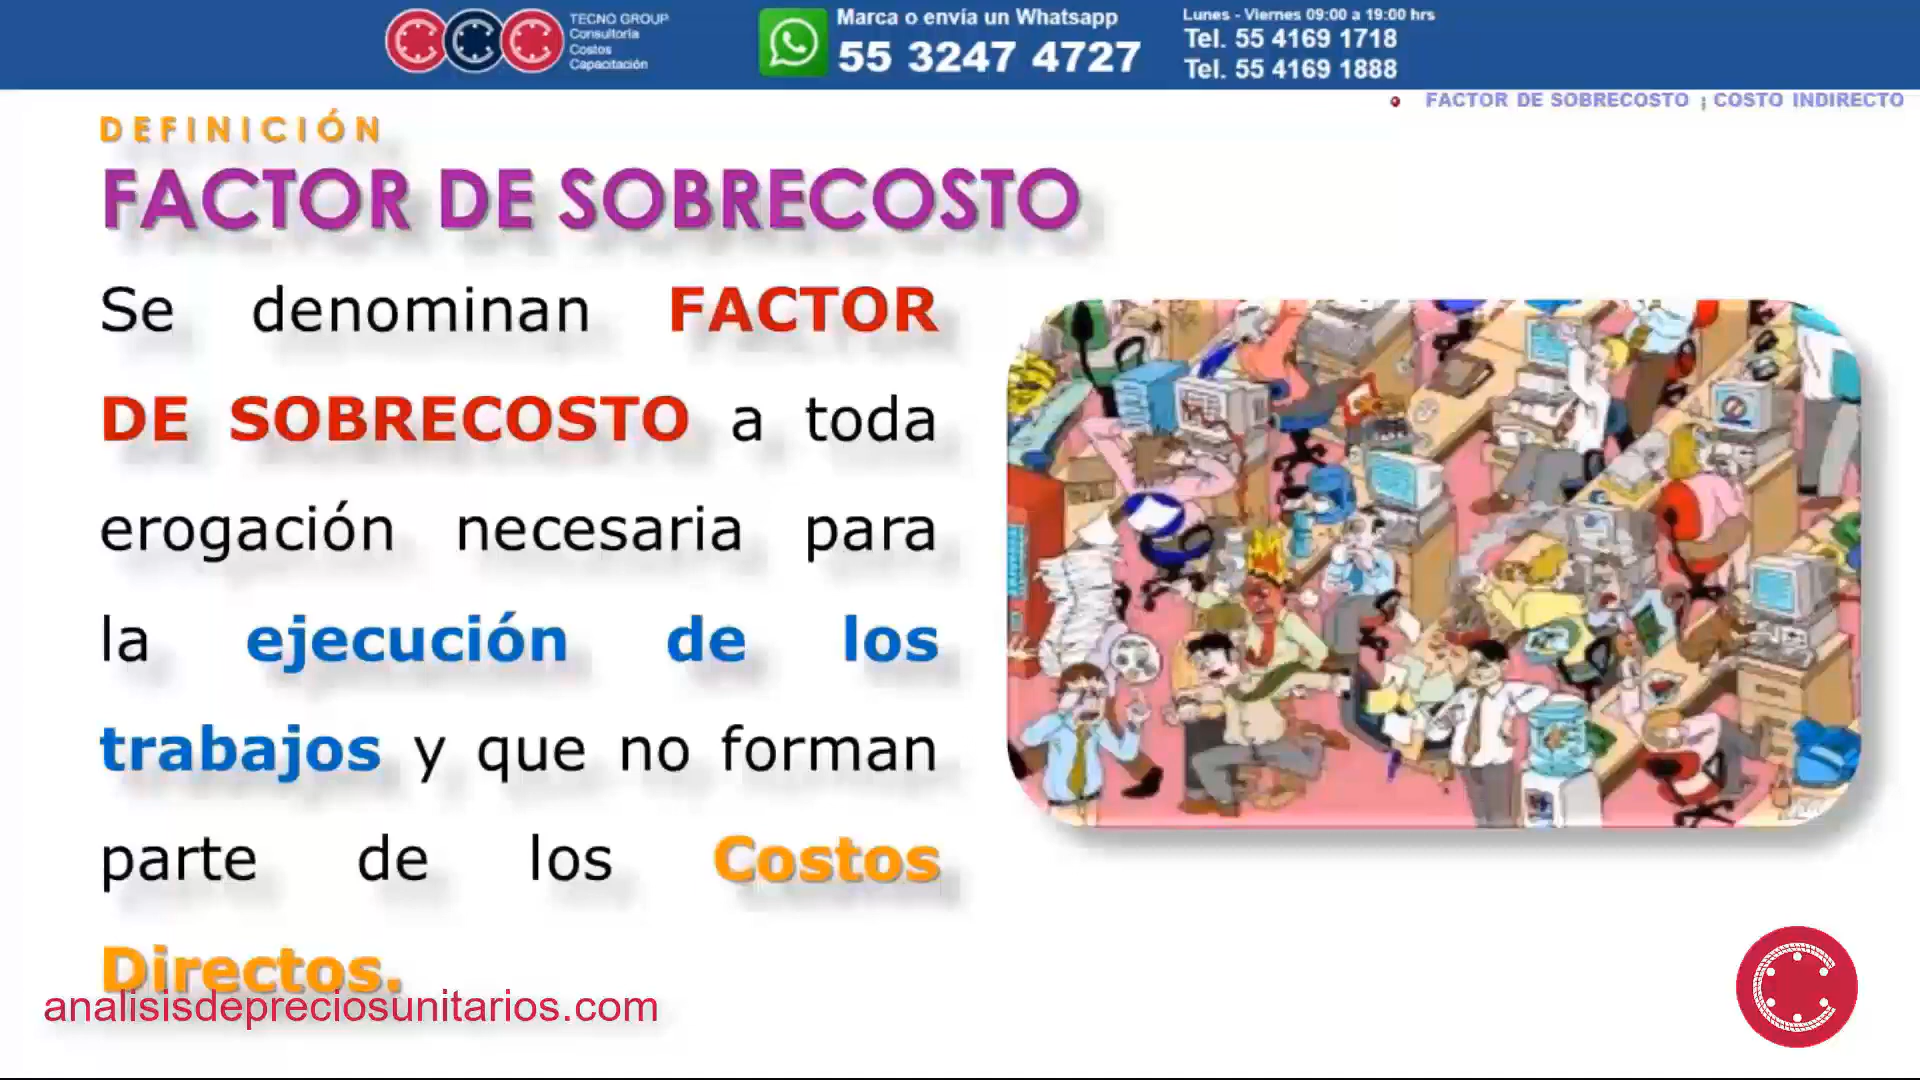 TECNO GROUP
Consultoría
Costos
Capacitación
Marca o envía un Whatsapp
55 3247 4727
Lunes - Viernes 09:00 a 19:00 hrs
Tel. 55 4169 1718
Tel. 55 4169 1888
FACTOR DE SOBRECOSTO ; COSTO INDIRECTO
DEFINICIÓN
FACTOR DE SOBRECOSTO
Se denominan FACTOR
DE SOBRECOSTO a toda
erogación necesaria para
la ejecución de los
trabajos y que no forman
parte de los Costos
Directos.
analisisdepreciosunitarios.com